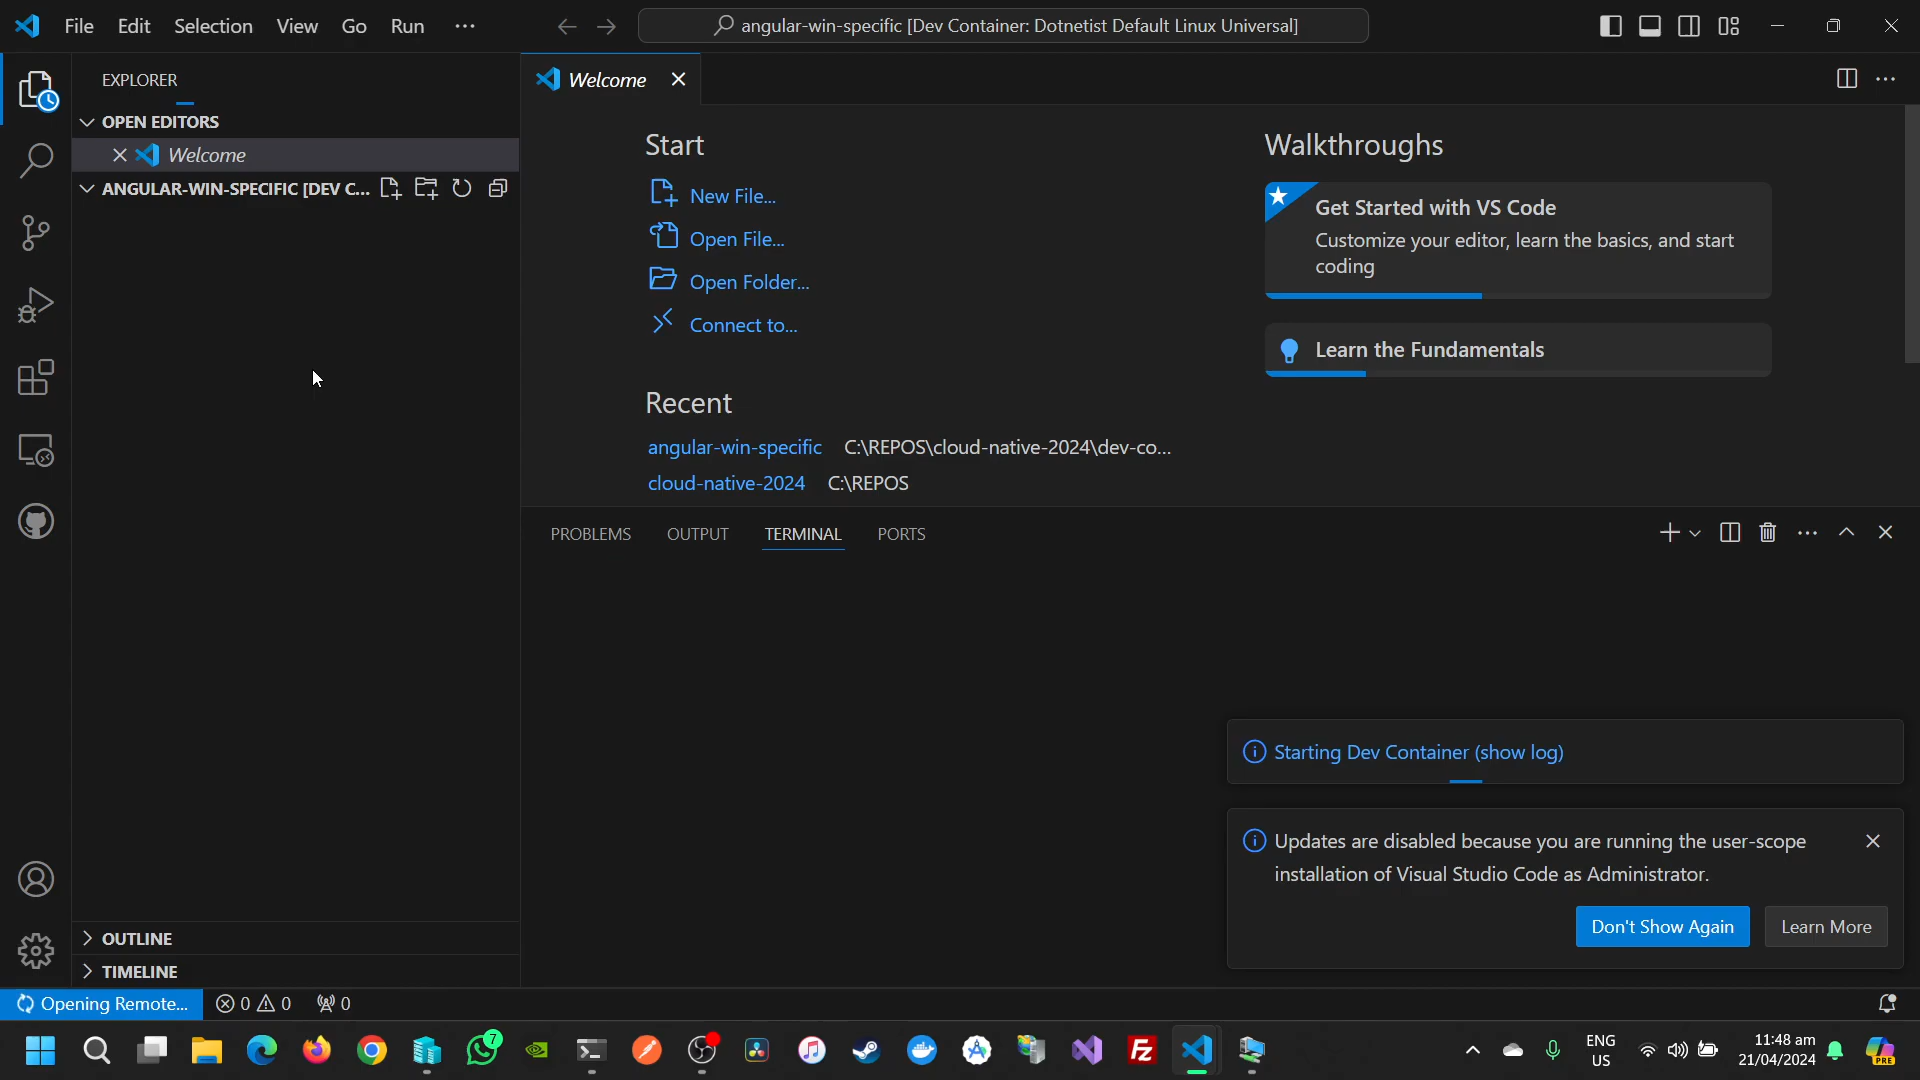 File Edit Selection View Go Run ···
angular-win-specific [Dev Container: Dotnetist Default Linux Universal]
EXPLORER
OPEN EDITORS
Welcome
ANGULAR-WIN-SPECIFIC [DEV C...
OUTLINE
TIMELINE
Welcome
Start
New File...
Open File...
Open Folder...
Connect to...
Recent
angular-win-specific C:\REPOS\cloud-native-2024\dev-co...
cloud-native-2024 C:\REPOS
Walkthroughs
Get Started with VS Code
Customize your editor, learn the basics, and start
coding
Learn the Fundamentals
PROBLEMS OUTPUT TERMINAL PORTS
Starting Dev Container (show log)
Updates are disabled because you are running the user-scope
installation of Visual Studio Code as Administrator.
Don't Show Again Learn More
Opening Remote... 0 0 0
7
ENG
US
11:48 am
21/04/2024
PRE